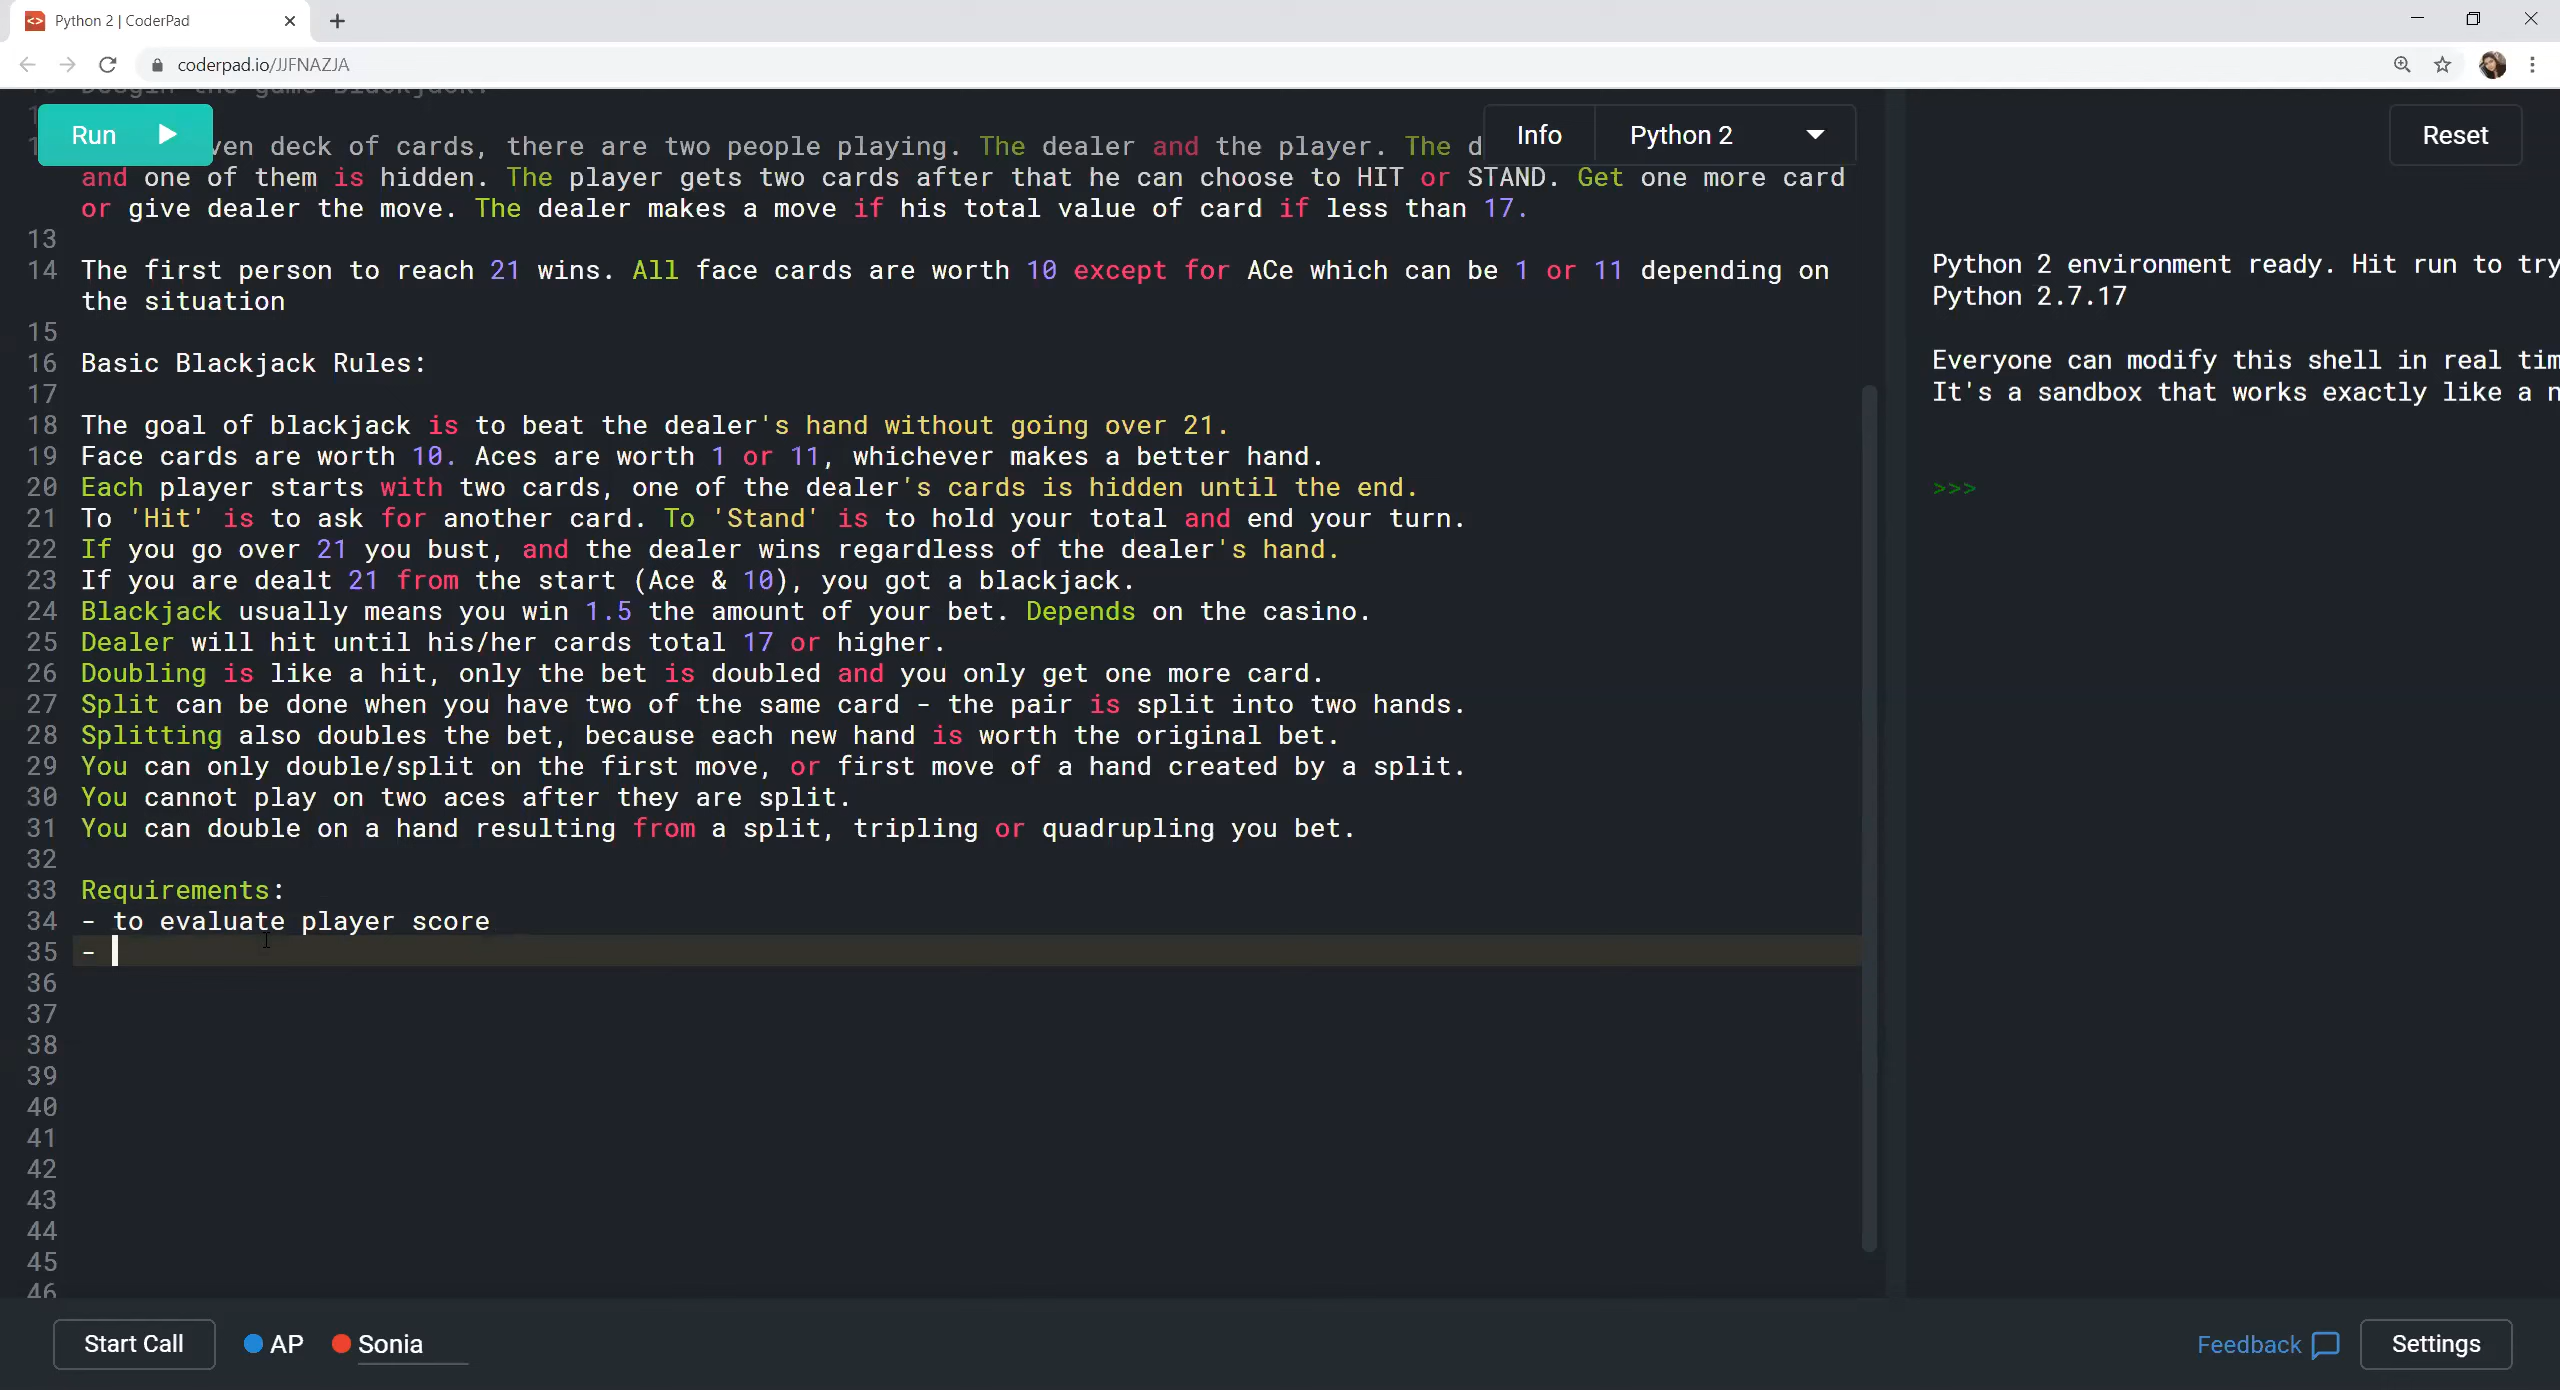 Python 2 | CoderPad
coderpad.io/JJFNAZJA
Run
Info
Python 2
Reset
ven deck of cards, there are two people playing. The dealer and the player. The d
and one of them is hidden. The player gets two cards after that he can choose to HIT or STAND. Get one more card
or give dealer the move. The dealer makes a move if his total value of card if less than 17.
13
14 The first person to reach 21 wins. All face cards are worth 10 except for ACe which can be 1 or 11 depending on
the situation
15
16 Basic Blackjack Rules:
17
18 The goal of blackjack is to beat the dealer's hand without going over 21.
19 Face cards are worth 10. Aces are worth 1 or 11, whichever makes a better hand.
20 Each player starts with two cards, one of the dealer's cards is hidden until the end.
21 To 'Hit' is to ask for another card. To 'Stand' is to hold your total and end your turn.
22 If you go over 21 you bust, and the dealer wins regardless of the dealer's hand.
23 If you are dealt 21 from the start (Ace & 10), you got a blackjack.
24 Blackjack usually means you win 1.5 the amount of your bet. Depends on the casino.
25 Dealer will hit until his/her cards total 17 or higher.
26 Doubling is like a hit, only the bet is doubled and you only get one more card.
27 Split can be done when you have two of the same card - the pair is split into two hands.
28 Splitting also doubles the bet, because each new hand is worth the original bet.
29 You can only double/split on the first move, or first move of a hand created by a split.
30 You cannot play on two aces after they are split.
31 You can double on a hand resulting from a split, tripling or quadrupling you bet.
32
33 Requirements:
34 - to evaluate player score
35 -
36
37
38
39
40
41
42
43
44
45
46
Python 2 environment ready. Hit run to try
Python 2.7.17
Everyone can modify this shell in real tim
It's a sandbox that works exactly like a n
>>>
Start Call
AP
Sonia
Feedback
Settings